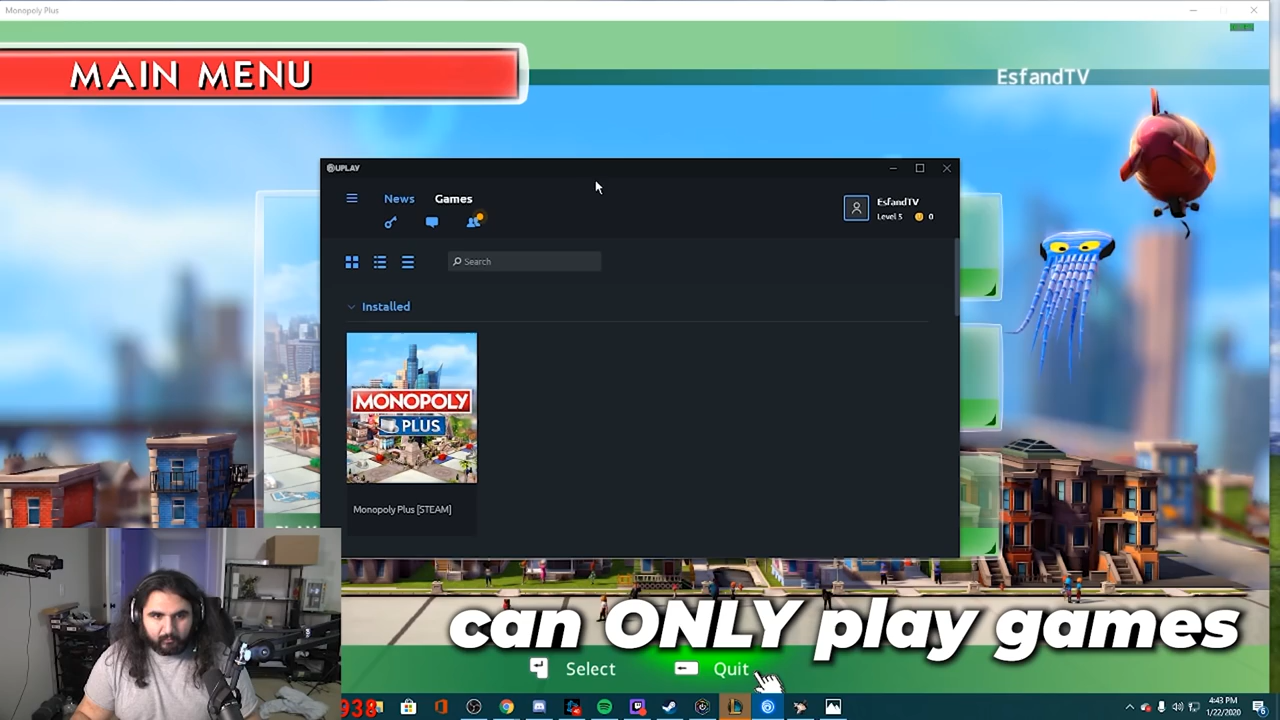 Monopoly Plus
MAIN MENU
EsfandTV
UPLAY
News Games
EsfandTV
Level 5 0
Search
Installed
MONOPOLY
PLUS
Monopoly Plus [STEAM]
can ONLY play games
Select Quit
938
4:43 PM
1/22/2020